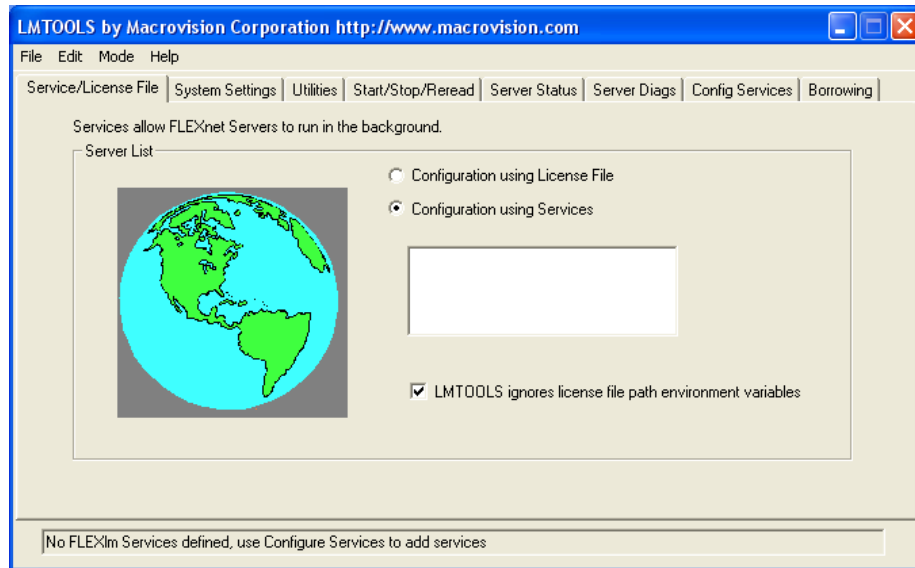 LMTOOLS by Macrovision Corporation http://www.macrovision.com
File Edit Mode Help
Service/License File System Settings Utilities Start/Stop/Reread Server Status Server Diags Config Services Borrowing
Services allow FLEXnet Servers to run in the background.
Server List
Configuration using License File
Configuration using Services
LMTOOLS ignores license file path environment variables
No FLEXlm Services defined, use Configure Services to add services